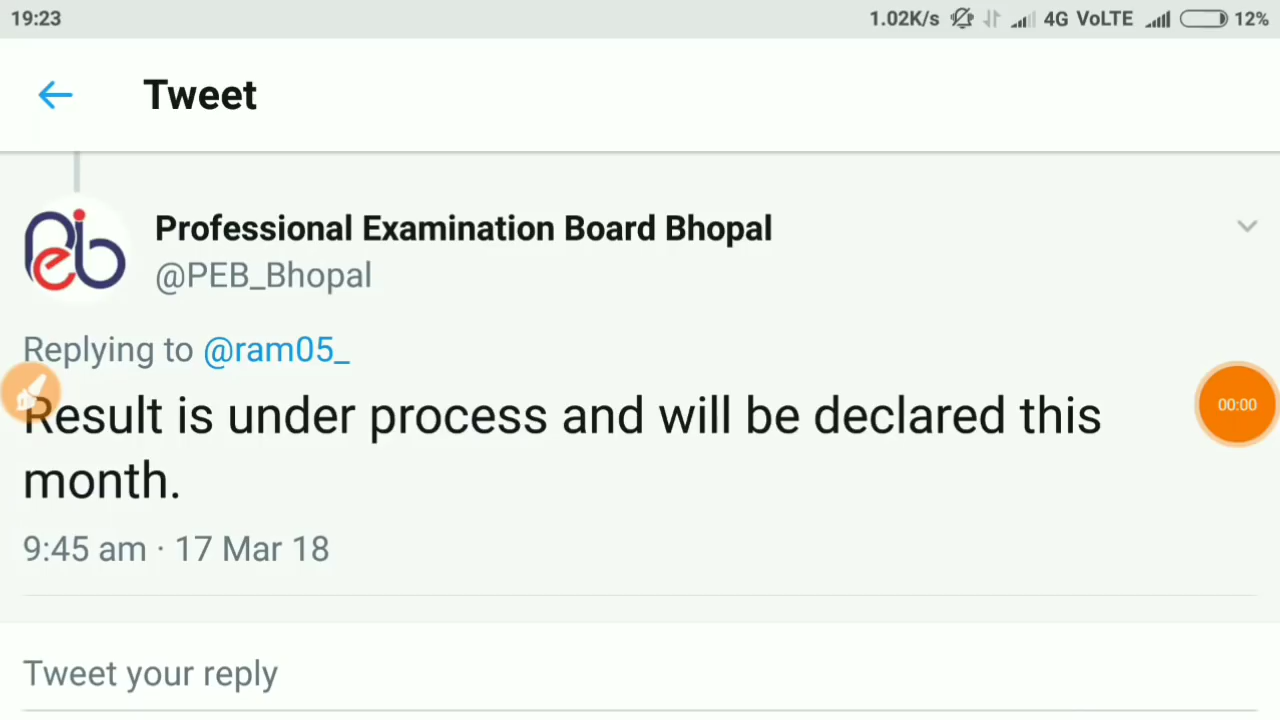 19:23 1.02K/s 4G VoLTE 12%
Tweet
peb
Professional Examination Board Bhopal
@PEB_Bhopal
Replying to @ram05_
Result is under process and will be declared this
month.
00:00
9:45 am · 17 Mar 18
Tweet your reply